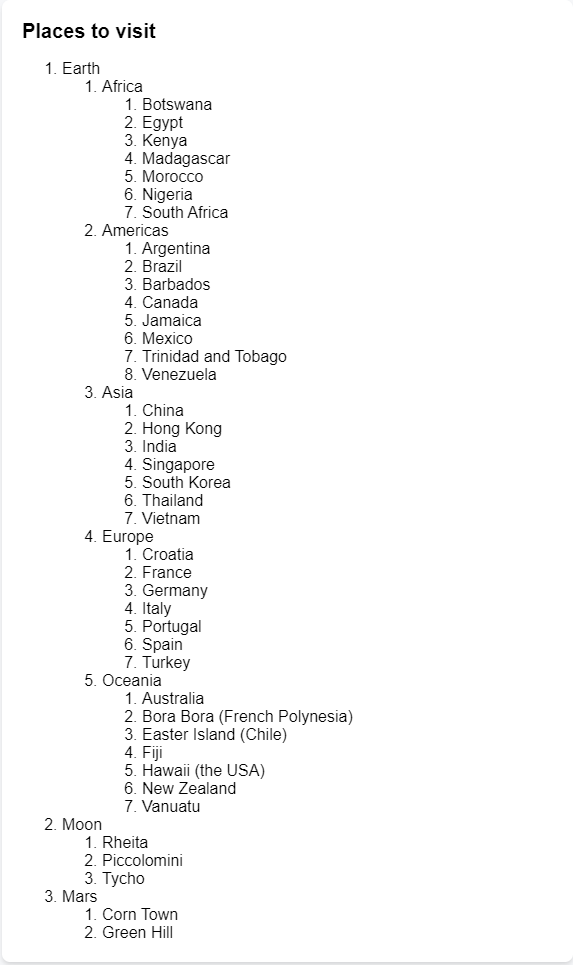 Places to visit
1. Earth
1. Africa
1. Botswana
2. Egypt
3. Kenya
4. Madagascar
5. Morocco
6. Nigeria
7. South Africa
2. Americas
1. Argentina
2. Brazil
3. Barbados
4. Canada
5. Jamaica
6. Mexico
7. Trinidad and Tobago
8. Venezuela
3. Asia
1. China
2. Hong Kong
3. India
4. Singapore
5. South Korea
6. Thailand
7. Vietnam
4. Europe
1. Croatia
2. France
3. Germany
4. Italy
5. Portugal
6. Spain
7. Turkey
5. Oceania
1. Australia
2. Bora Bora (French Polynesia)
3. Easter Island (Chile)
4. Fiji
5. Hawaii (the USA)
6. New Zealand
7. Vanuatu
2. Moon
1. Rheita
2. Piccolomini
3. Tycho
3. Mars
1. Corn Town
2. Green Hill